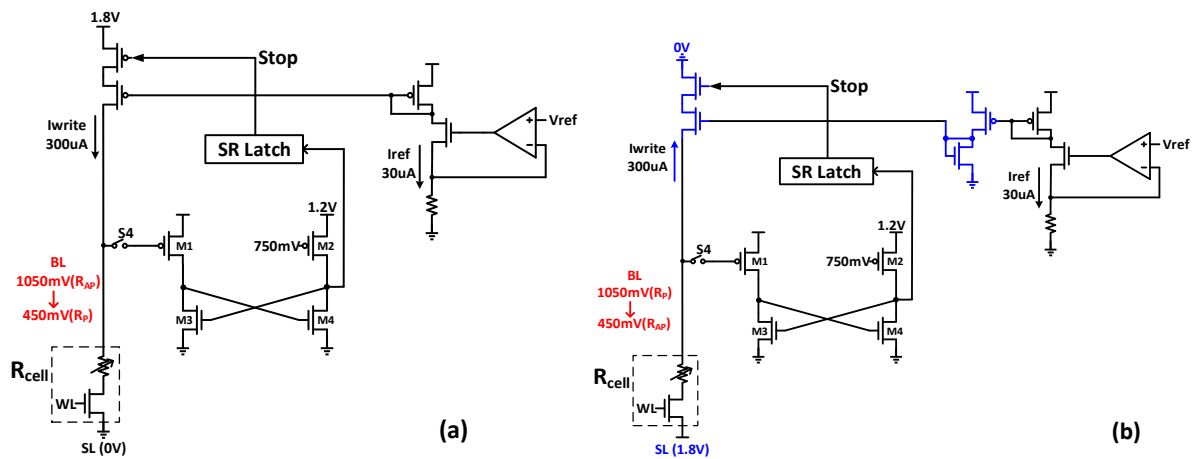 1.8V
Stop
Vref
+
−
Iwrite
300uA
SR Latch
Iref
30uA
1.2V
S4
M1
750mV
M2
BL
1050mV(RAP)
450mV(RP)
M3
M4
Rcell
WL
SL (0V)
(a)
0V
Stop
Vref
+
−
Iwrite
300uA
SR Latch
Iref
30uA
1.2V
S4
M1
750mV
M2
BL
1050mV(RP)
450mV(RAP)
M3
M4
Rcell
WL
SL (1.8V)
(b)